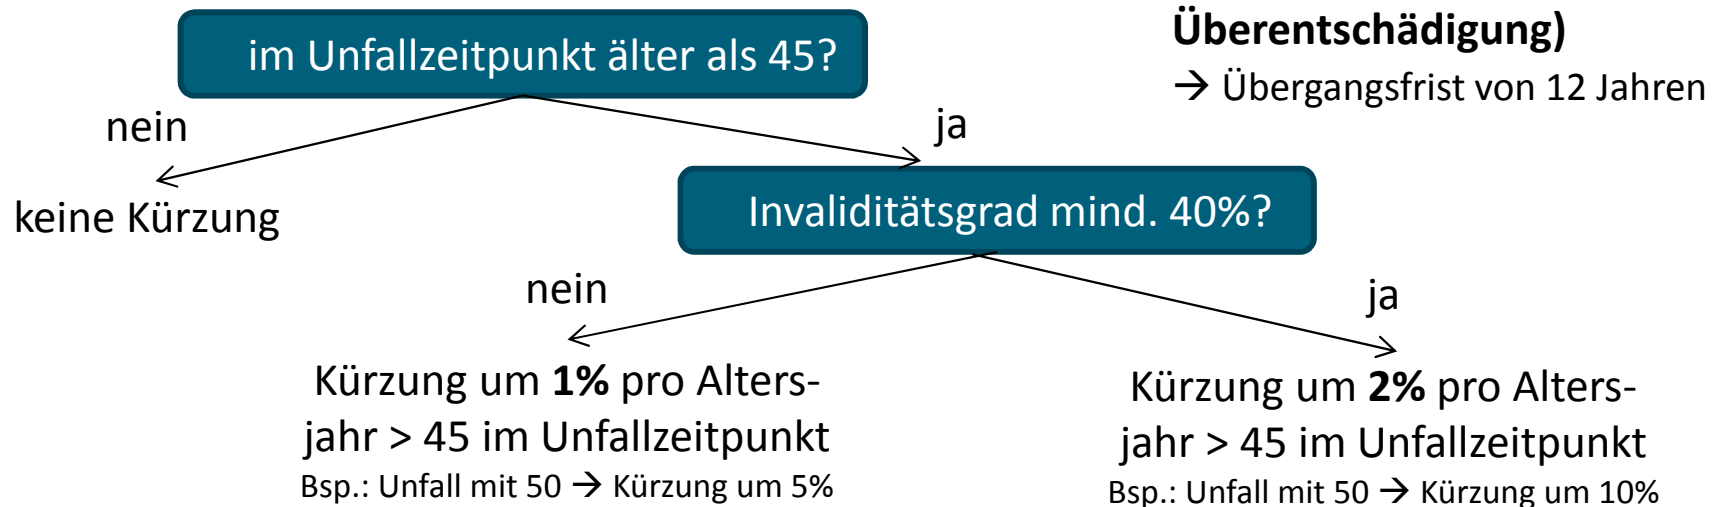 Überentschädigung)
→ Übergangsfrist von 12 Jahren
im Unfallzeitpunkt älter als 45?
nein
ja
keine Kürzung
Invaliditätsgrad mind. 40%?
nein
ja
Kürzung um 1% pro Alters-
jahr > 45 im Unfallzeitpunkt
Bsp.: Unfall mit 50 → Kürzung um 5%
Kürzung um 2% pro Alters-
jahr > 45 im Unfallzeitpunkt
Bsp.: Unfall mit 50 → Kürzung um 10%